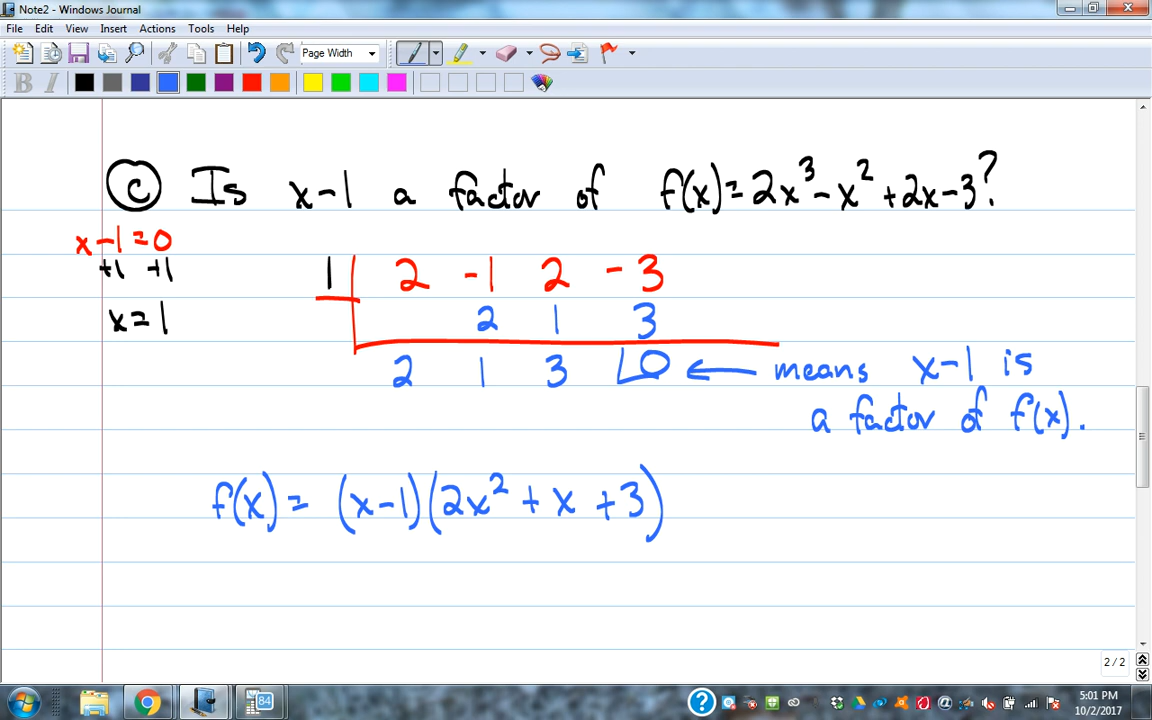 Note2 - Windows Journal
File Edit View Insert Actions Tools Help
Page Width
B I
C Is x-1 a factor of f(x)=2x³-x²+2x-3?
x-1=0
+1 +1
x=1
1 2 -1 2 -3
2 1 3
2 1 3 0 ← means x-1 is
a factor of f(x).
f(x)= (x-1)(2x²+x+3)
2/2
84
?
5:01 PM
10/2/2017